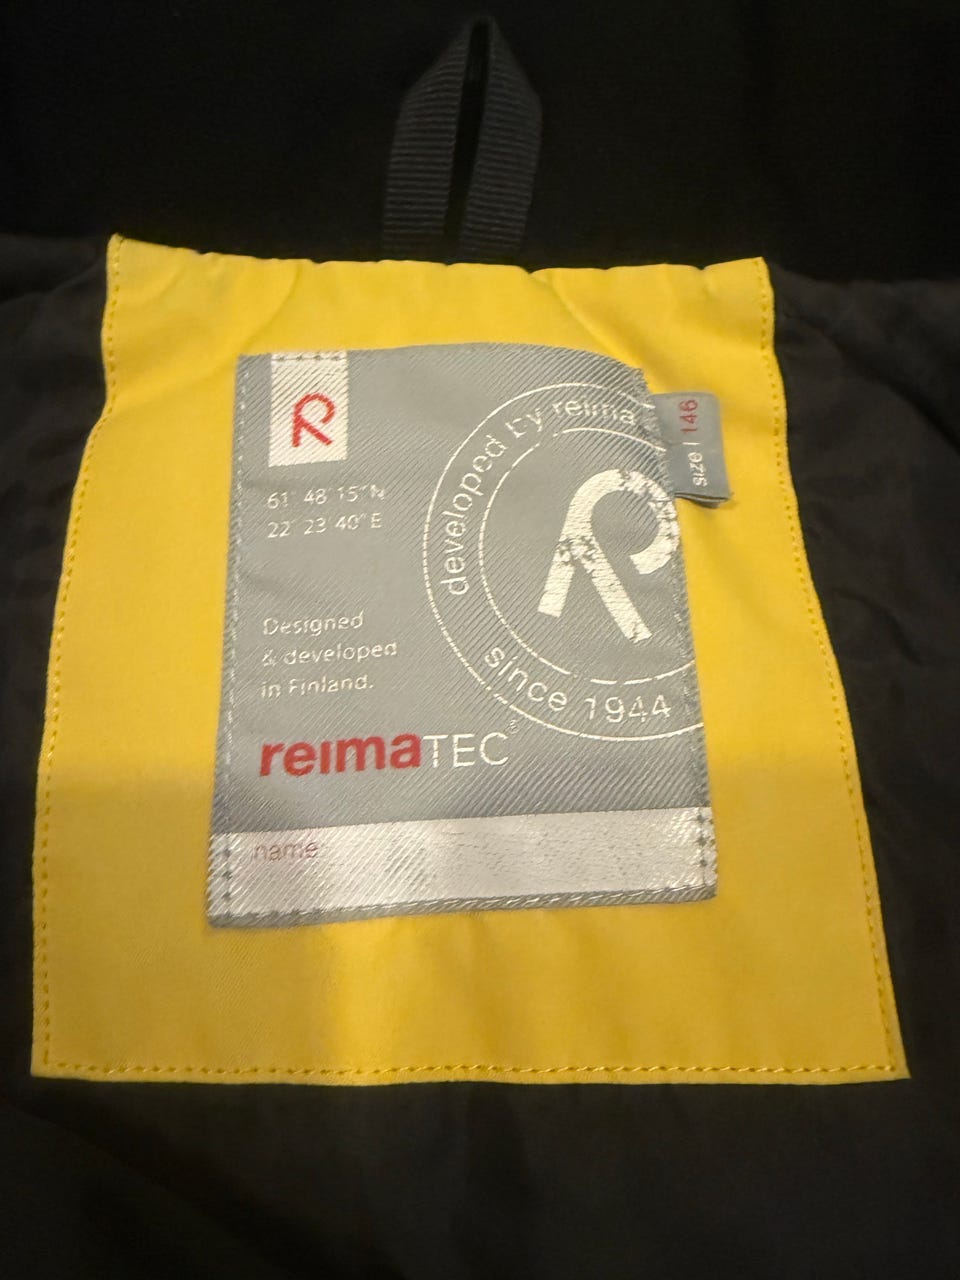 R
61° 48' 15" N
22° 23' 40" E
developed by reima
R
since 1944
size | 146
Designed
& developed
in Finland.
reimaTEC®
name